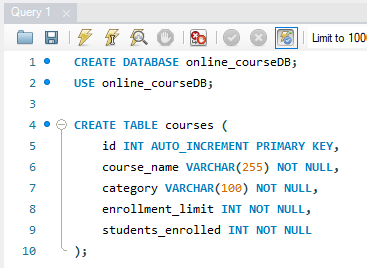 Query 1
Limit to 100
1 CREATE DATABASE online_courseDB;
2 USE online_courseDB;
3
4 CREATE TABLE courses (
5 id INT AUTO_INCREMENT PRIMARY KEY,
6 course_name VARCHAR(255) NOT NULL,
7 category VARCHAR(100) NOT NULL,
8 enrollment_limit INT NOT NULL,
9 students_enrolled INT NOT NULL
10 );